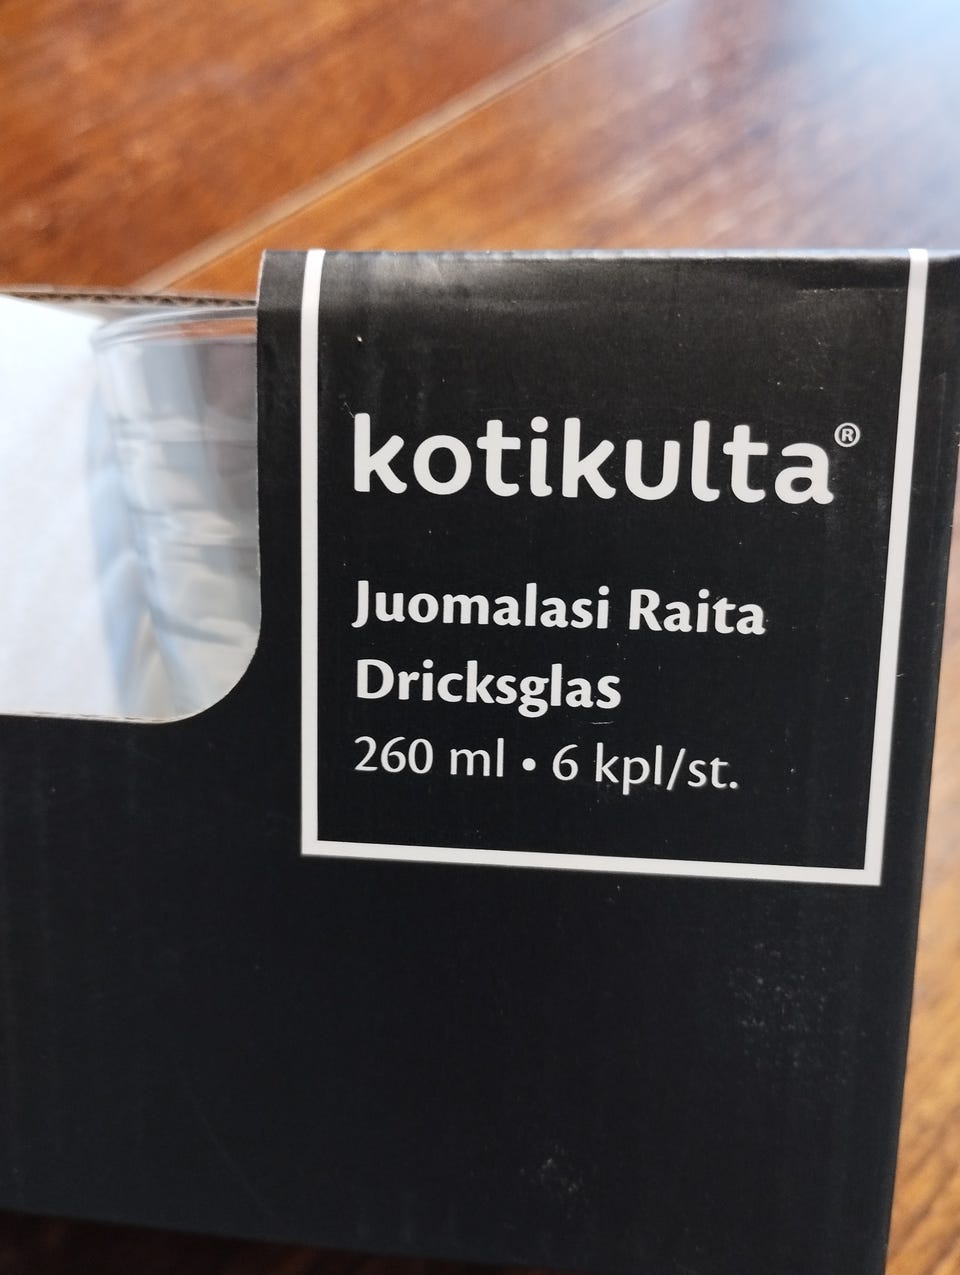 kotikulta®
Juomalasi Raita
Dricksglas
260 ml • 6 kpl/st.